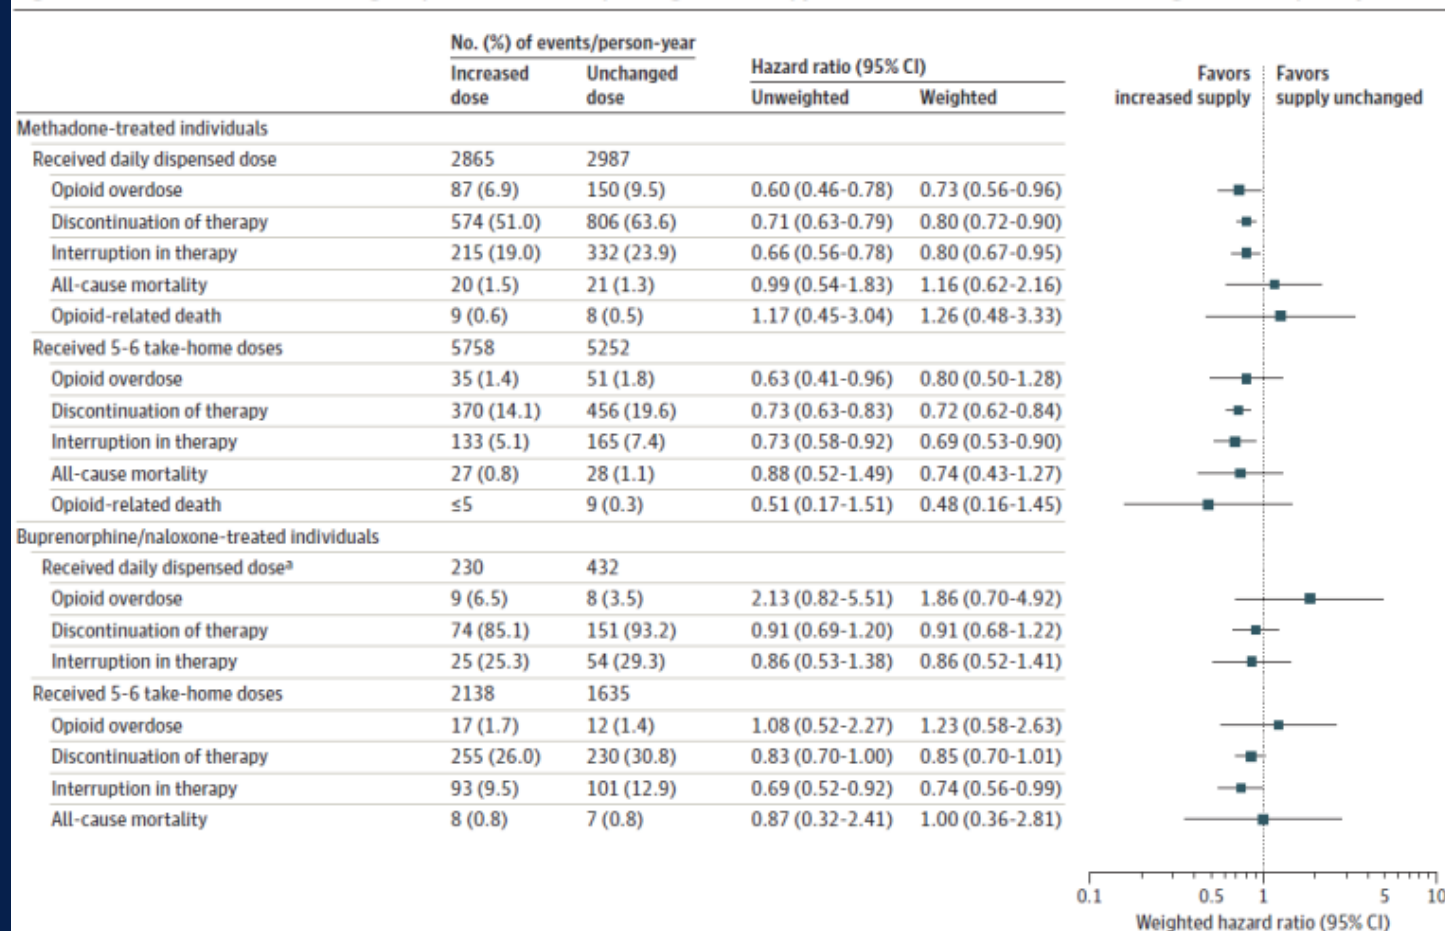 No. (%) of events/person-year
Increased dose Unchanged dose Hazard ratio (95% CI) Unweighted Weighted Favors increased supply Favors supply unchanged
Methadone-treated individuals
Received daily dispensed dose 2865 2987
Opioid overdose 87 (6.9) 150 (9.5) 0.60 (0.46-0.78) 0.73 (0.56-0.96)
Discontinuation of therapy 574 (51.0) 806 (63.6) 0.71 (0.63-0.79) 0.80 (0.72-0.90)
Interruption in therapy 215 (19.0) 332 (23.9) 0.66 (0.56-0.78) 0.80 (0.67-0.95)
All-cause mortality 20 (1.5) 21 (1.3) 0.99 (0.54-1.83) 1.16 (0.62-2.16)
Opioid-related death 9 (0.6) 8 (0.5) 1.17 (0.45-3.04) 1.26 (0.48-3.33)
Received 5-6 take-home doses 5758 5252
Opioid overdose 35 (1.4) 51 (1.8) 0.63 (0.41-0.96) 0.80 (0.50-1.28)
Discontinuation of therapy 370 (14.1) 456 (19.6) 0.73 (0.63-0.83) 0.72 (0.62-0.84)
Interruption in therapy 133 (5.1) 165 (7.4) 0.73 (0.58-0.92) 0.69 (0.53-0.90)
All-cause mortality 27 (0.8) 28 (1.1) 0.88 (0.52-1.49) 0.74 (0.43-1.27)
Opioid-related death ≤5 9 (0.3) 0.51 (0.17-1.51) 0.48 (0.16-1.45)
Buprenorphine/naloxone-treated individuals
Received daily dispensed doseᵃ 230 432
Opioid overdose 9 (6.5) 8 (3.5) 2.13 (0.82-5.51) 1.86 (0.70-4.92)
Discontinuation of therapy 74 (85.1) 151 (93.2) 0.91 (0.69-1.20) 0.91 (0.68-1.22)
Interruption in therapy 25 (25.3) 54 (29.3) 0.86 (0.53-1.38) 0.86 (0.52-1.41)
Received 5-6 take-home doses 2138 1635
Opioid overdose 17 (1.7) 12 (1.4) 1.08 (0.52-2.27) 1.23 (0.58-2.63)
Discontinuation of therapy 255 (26.0) 230 (30.8) 0.83 (0.70-1.00) 0.85 (0.70-1.01)
Interruption in therapy 93 (9.5) 101 (12.9) 0.69 (0.52-0.92) 0.74 (0.56-0.99)
All-cause mortality 8 (0.8) 7 (0.8) 0.87 (0.32-2.41) 1.00 (0.36-2.81)
0.1 0.5 1 5 10
Weighted hazard ratio (95% CI)